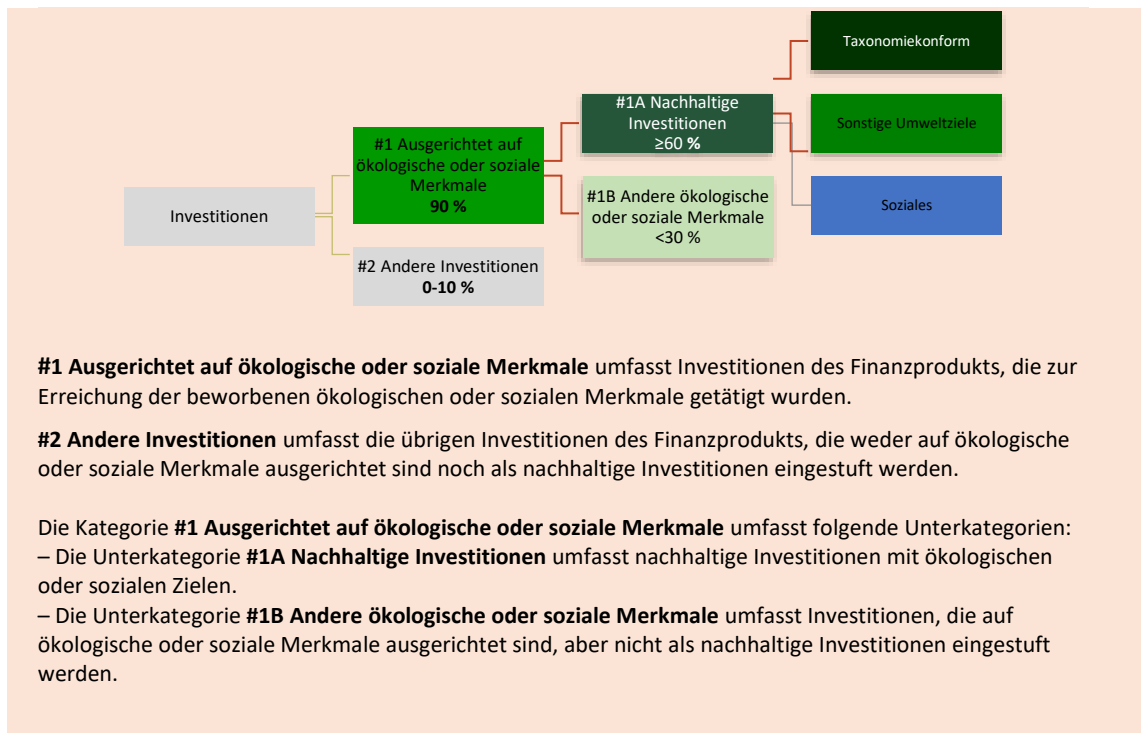 Taxonomiekonform
#1A Nachhaltige
Investitionen
≥60 %
Sonstige Umweltziele
#1 Ausgerichtet auf
ökologische oder soziale
Merkmale
90 %
#1B Andere ökologische
oder soziale Merkmale
<30 %
Soziales
Investitionen
#2 Andere Investitionen
0-10 %
#1 Ausgerichtet auf ökologische oder soziale Merkmale umfasst Investitionen des Finanzprodukts, die zur
Erreichung der beworbenen ökologischen oder sozialen Merkmale getätigt wurden.
#2 Andere Investitionen umfasst die übrigen Investitionen des Finanzprodukts, die weder auf ökologische
oder soziale Merkmale ausgerichtet sind noch als nachhaltige Investitionen eingestuft werden.
Die Kategorie #1 Ausgerichtet auf ökologische oder soziale Merkmale umfasst folgende Unterkategorien:
– Die Unterkategorie #1A Nachhaltige Investitionen umfasst nachhaltige Investitionen mit ökologischen
oder sozialen Zielen.
– Die Unterkategorie #1B Andere ökologische oder soziale Merkmale umfasst Investitionen, die auf
ökologische oder soziale Merkmale ausgerichtet sind, aber nicht als nachhaltige Investitionen eingestuft
werden.